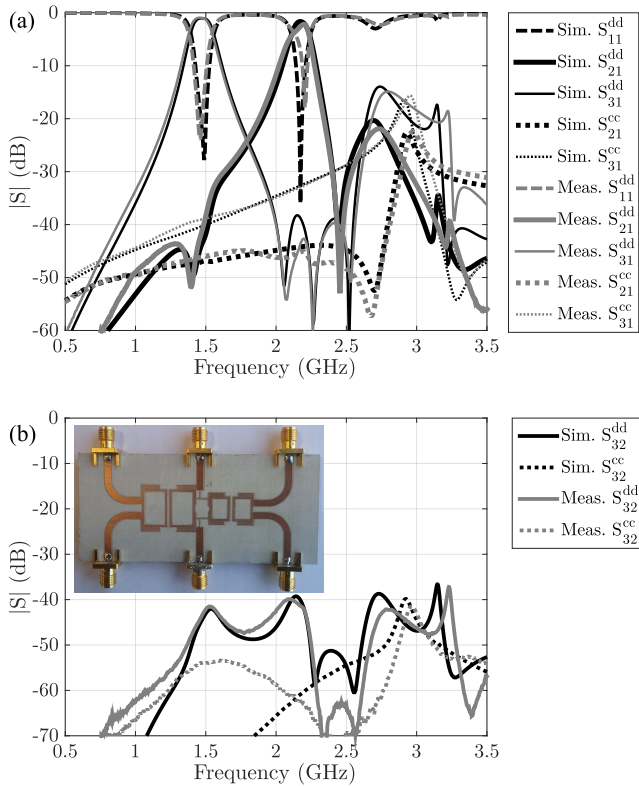 (a)
0
-10
-20
-30
-40
-50
-60
|S| (dB)
0.5 1 1.5 2 2.5 3 3.5
Frequency (GHz)
Sim. S₁₁ᵈᵈ
Sim. S₂₁ᵈᵈ
Sim. S₃₁ᵈᵈ
Sim. S₂₁ᶜᶜ
Sim. S₃₁ᶜᶜ
Meas. S₁₁ᵈᵈ
Meas. S₂₁ᵈᵈ
Meas. S₃₁ᵈᵈ
Meas. S₂₁ᶜᶜ
Meas. S₃₁ᶜᶜ
(b)
0
-10
-20
-30
-40
-50
-60
-70
|S| (dB)
0.5 1 1.5 2 2.5 3 3.5
Frequency (GHz)
Sim. S₃₂ᵈᵈ
Sim. S₃₂ᶜᶜ
Meas. S₃₂ᵈᵈ
Meas. S₃₂ᶜᶜ